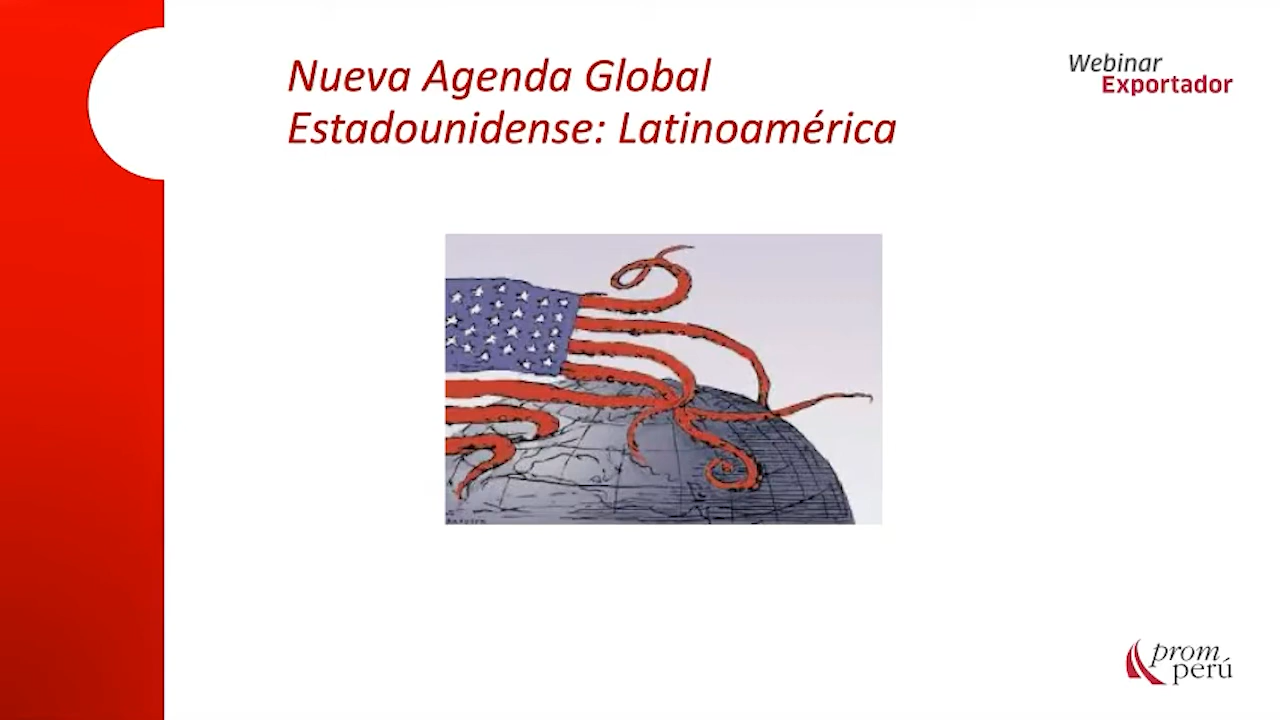 Nueva Agenda Global
Estadounidense: Latinoamérica
Webinar
Exportador
prom
perú